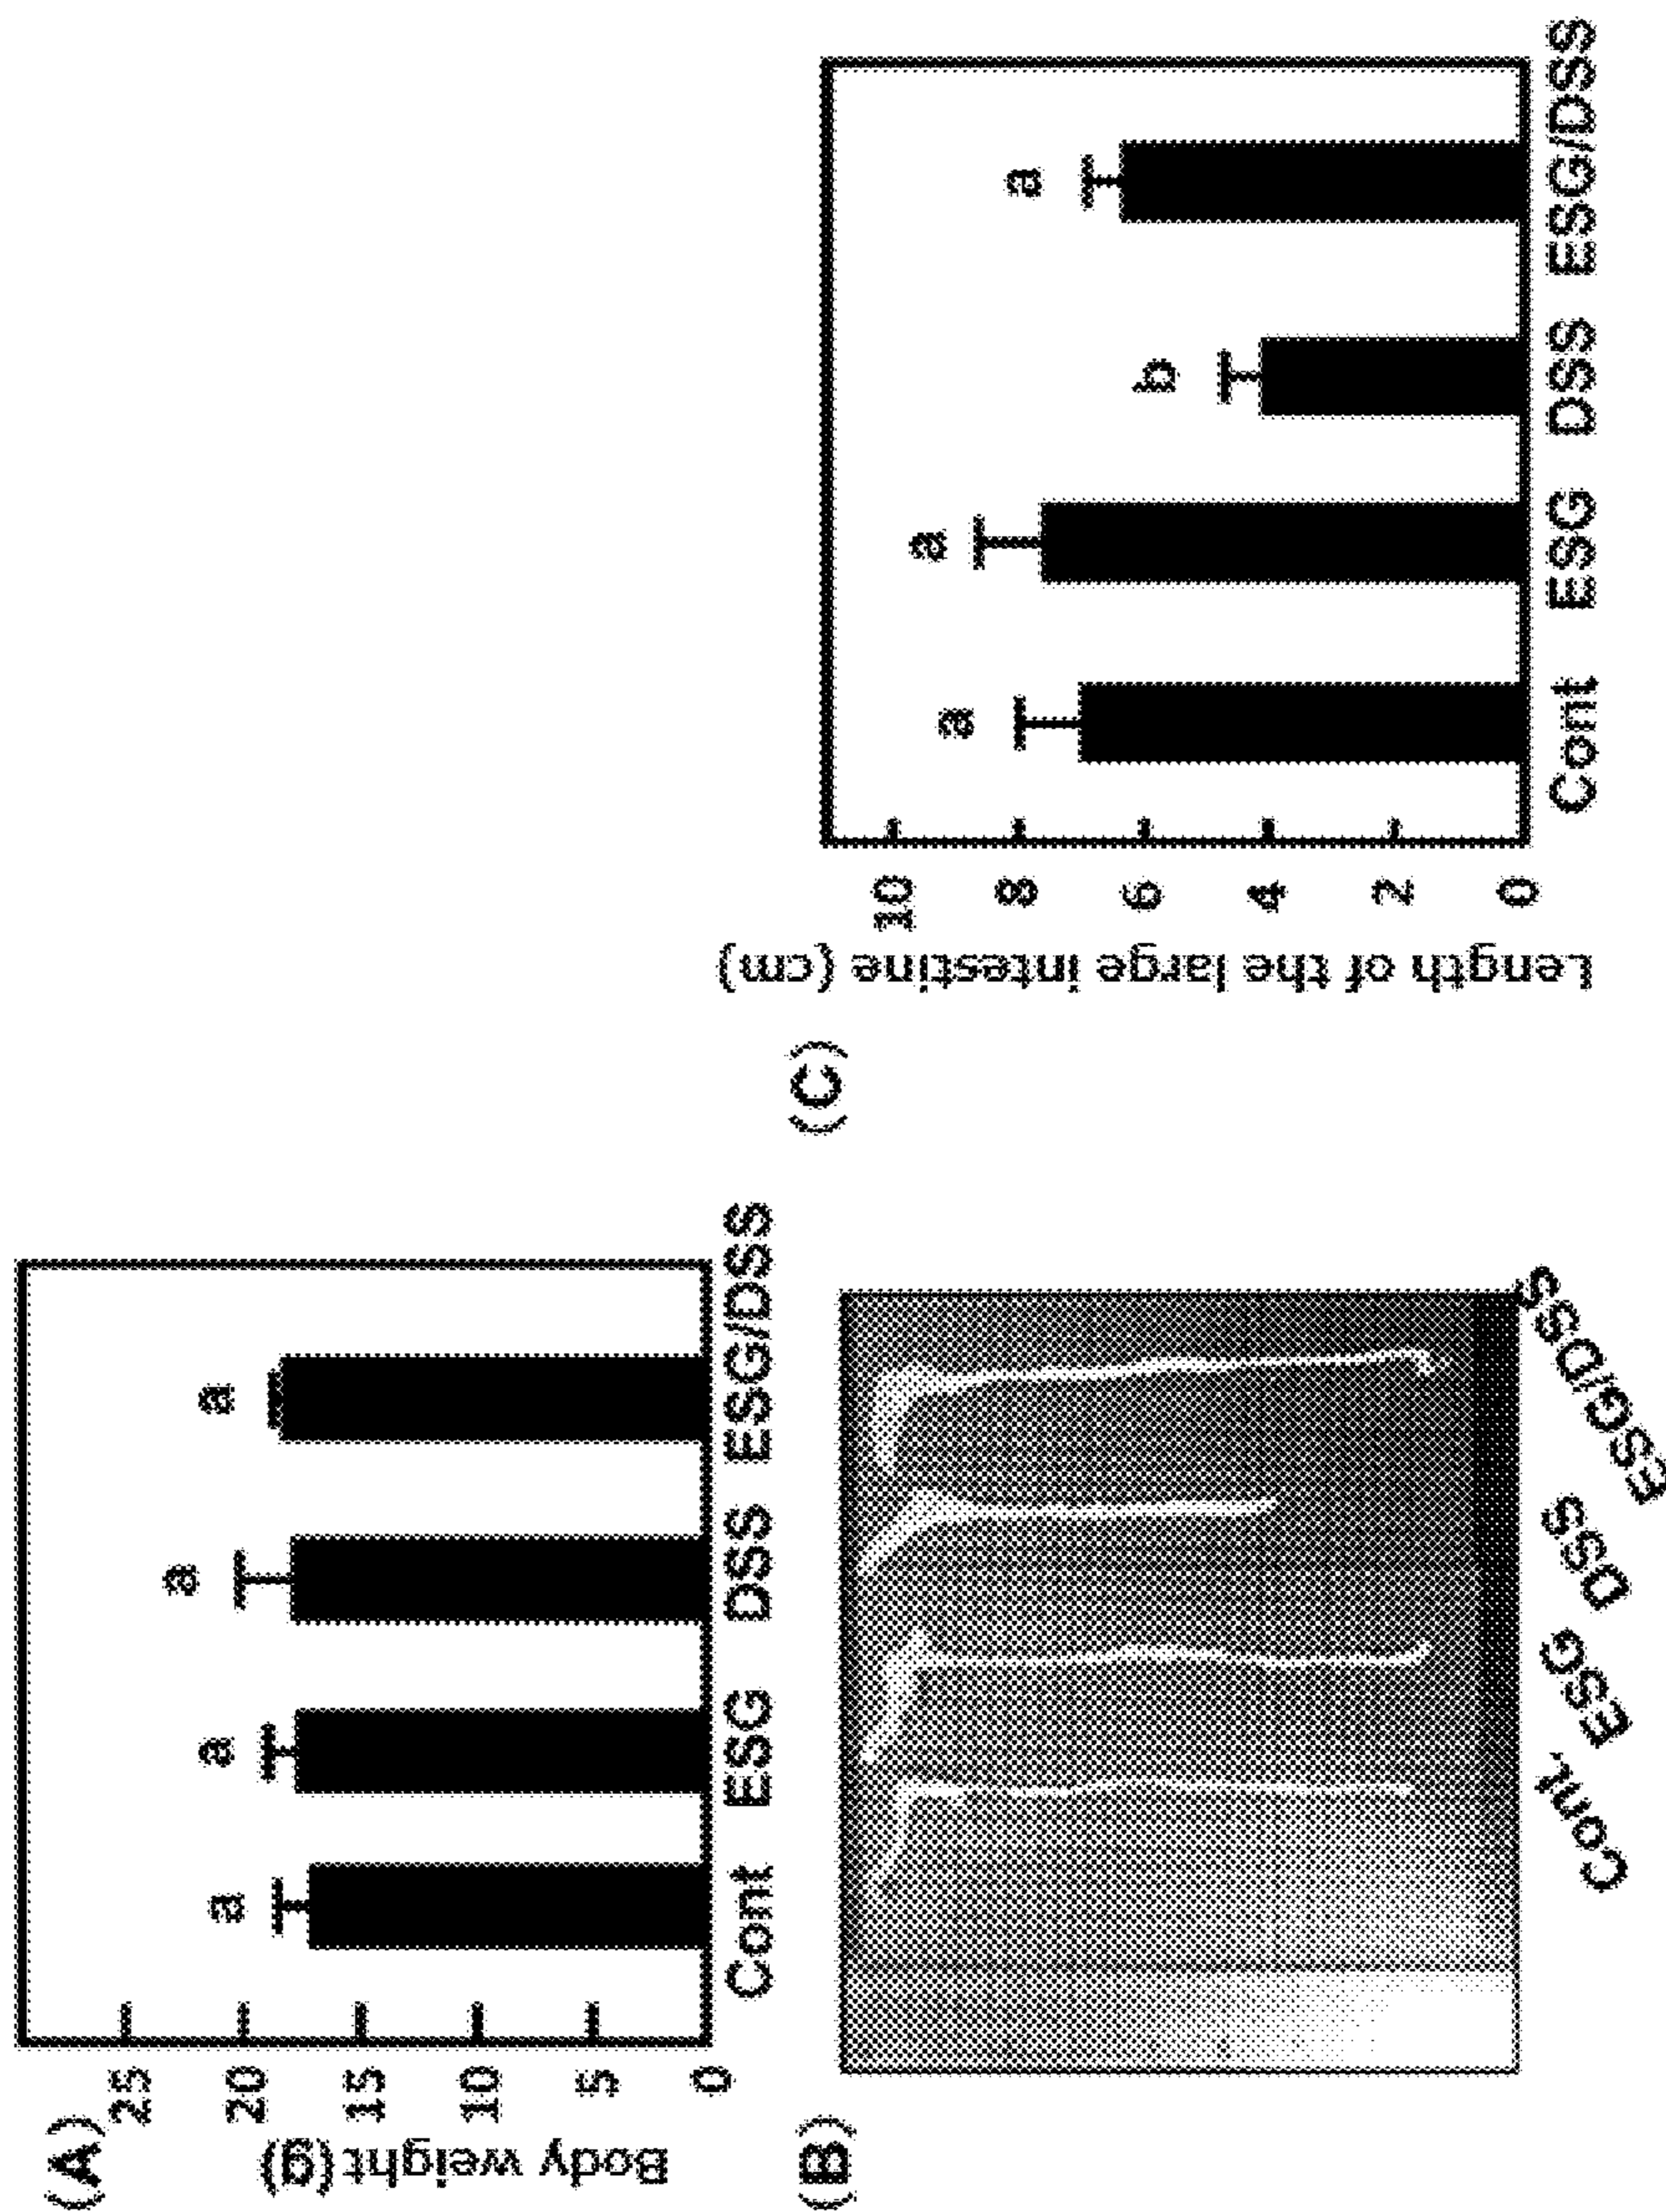 (A)
Body weight (g)
25
20
15
10
5
0
a a a a
Cont ESG DSS ESG/DSS
(B)
Cont. ESG DSS ESG/DSS
(C)
Length of the large intestine (cm)
10
8
6
4
2
0
a a b a
Cont ESG DSS ESG/DSS